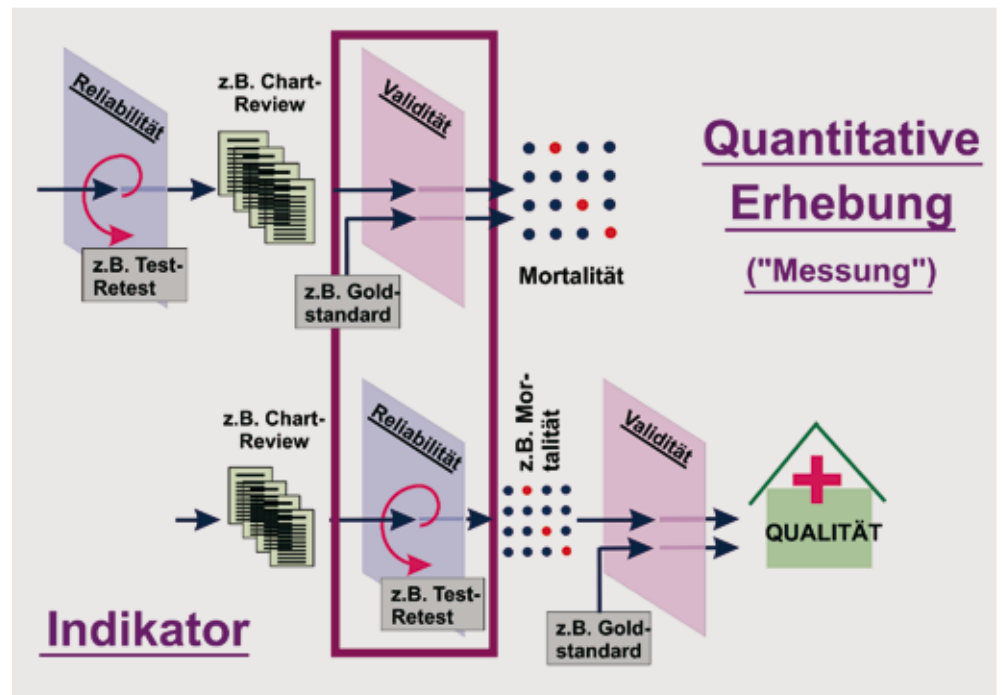 Reliabilität
z.B. Chart-
Review
Validität
z.B. Test-
Retest
z.B. Gold-
standard
Mortalität
Quantitative
Erhebung
("Messung")
z.B. Chart-
Review
Reliabilität
z.B. Test-
Retest
z.B. Mor-
talität
Validität
z.B. Gold-
standard
QUALITÄT
Indikator